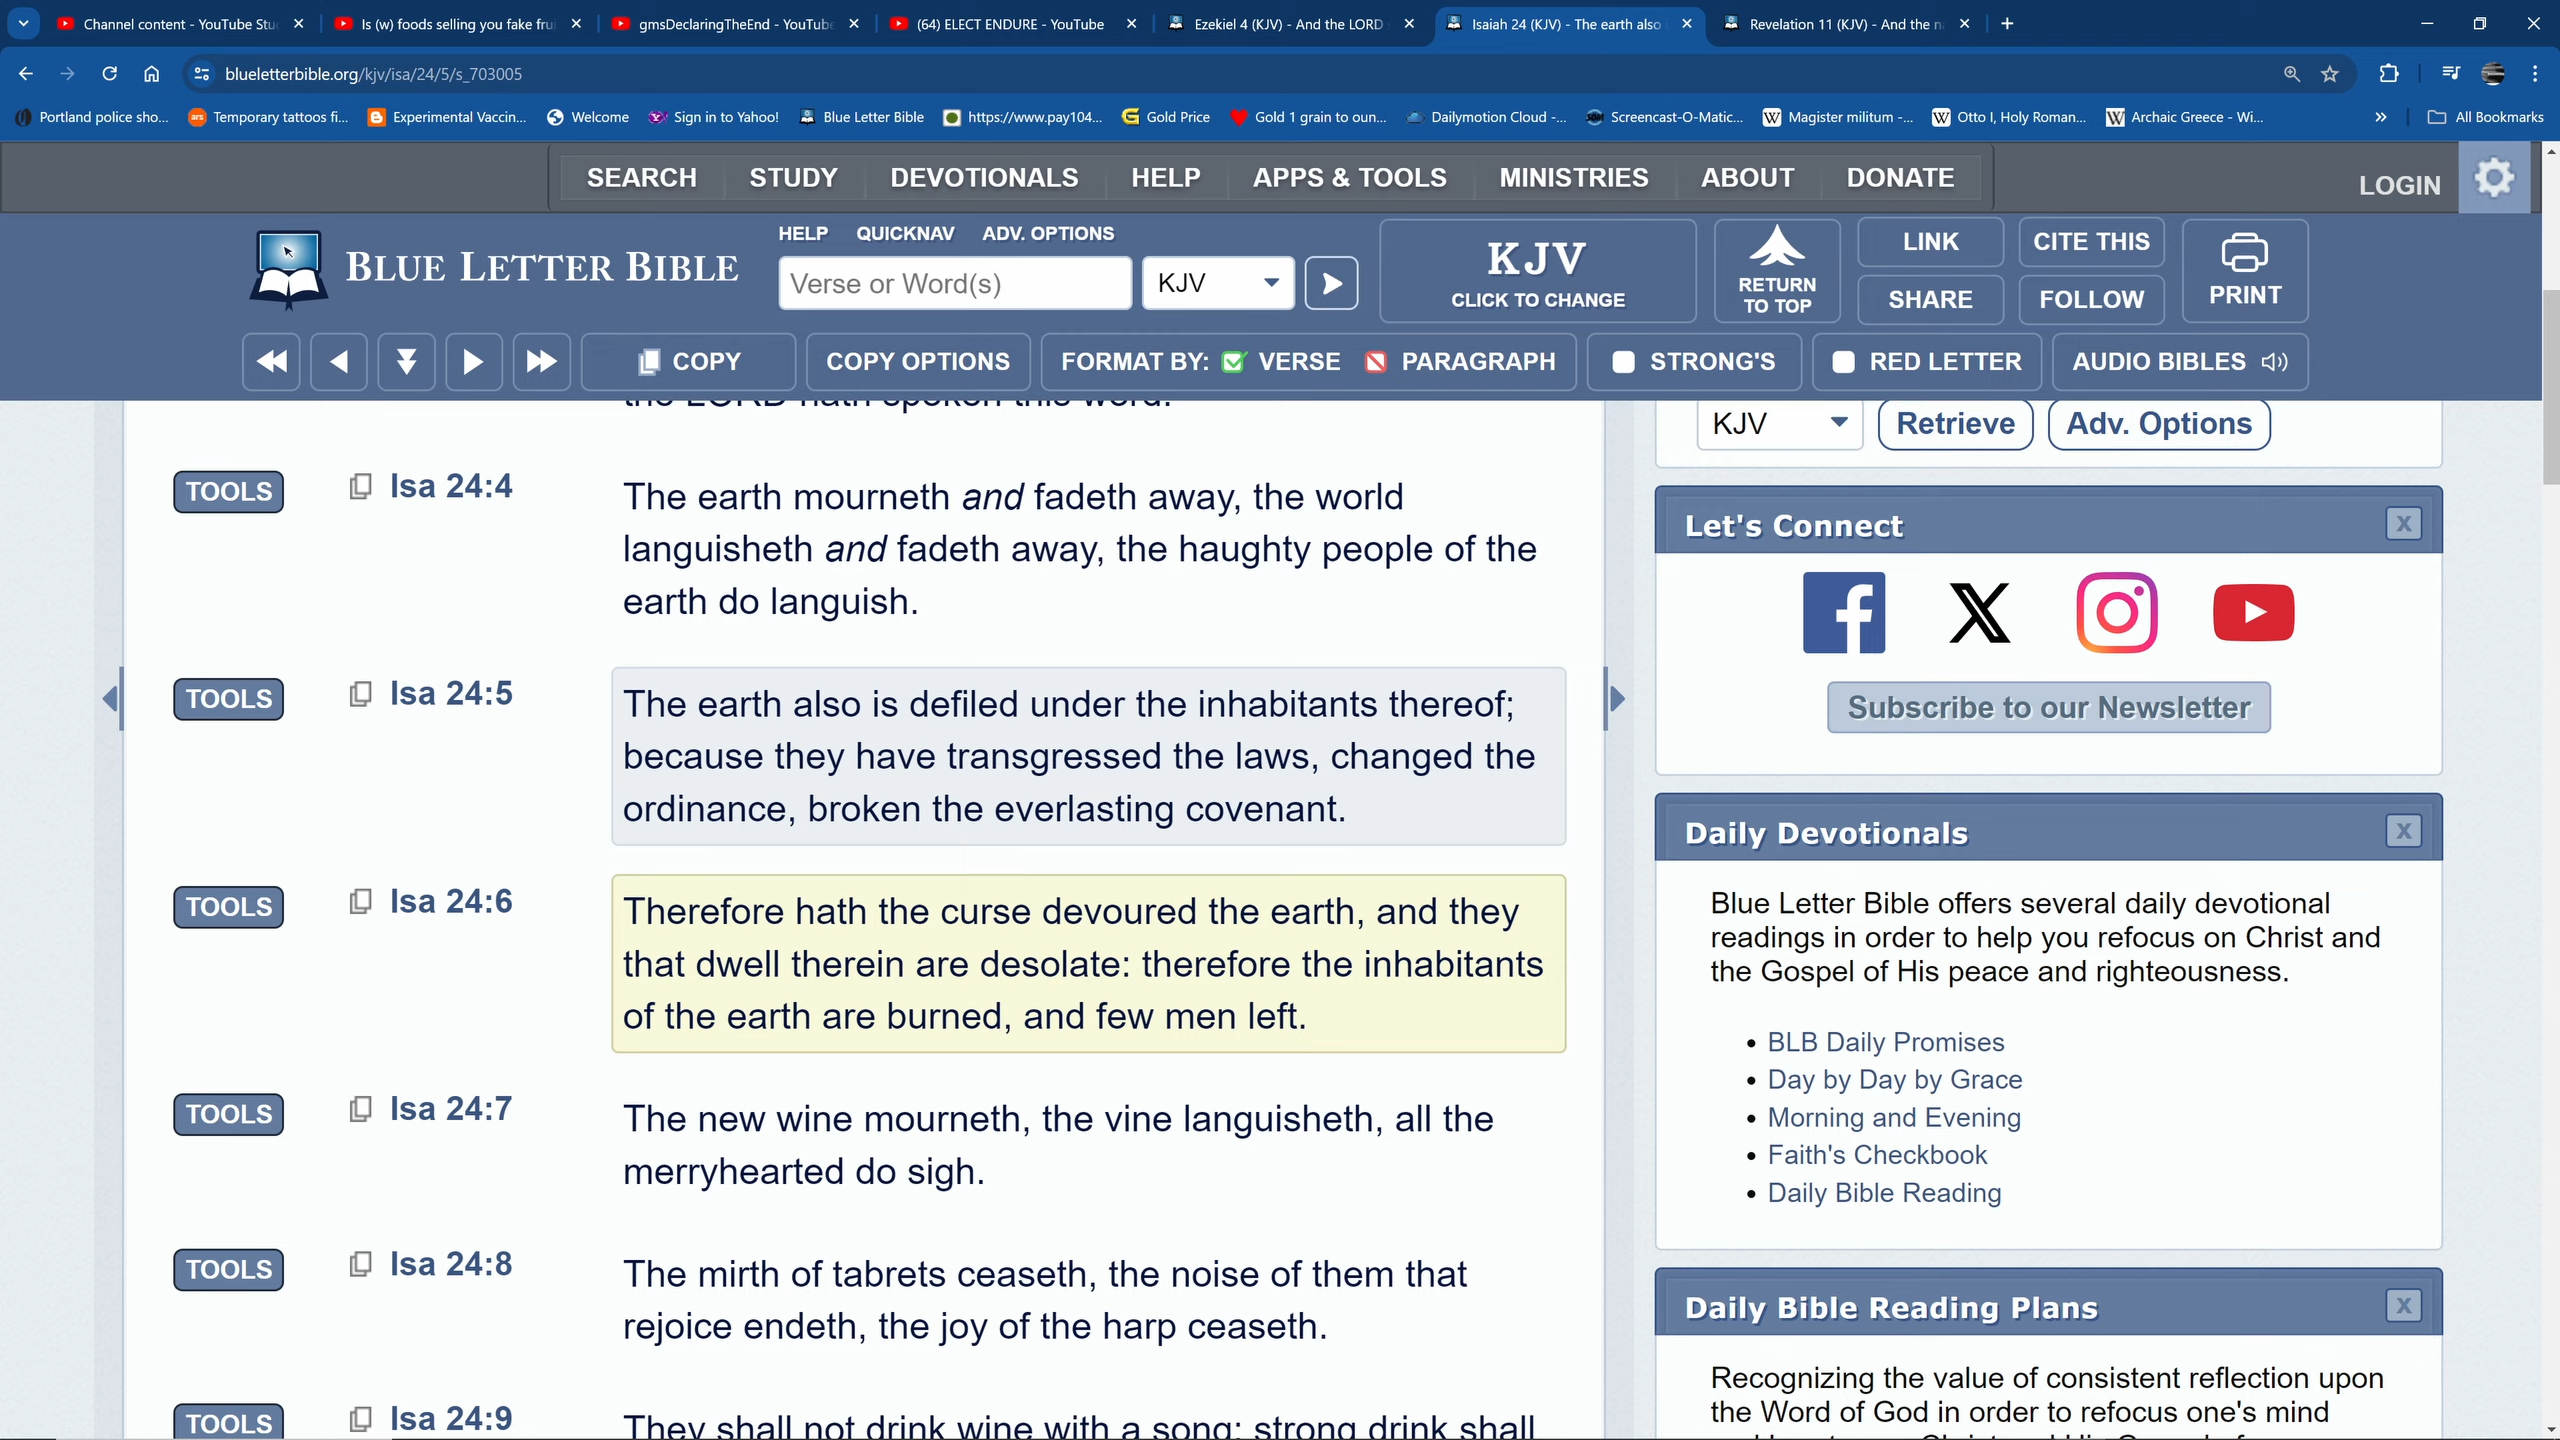 Channel content - YouTube Stu
Is (w) foods selling you fake fru
gmsDeclaringTheEnd - YouTube
(64) ELECT ENDURE - YouTube
Ezekiel 4 (KJV) - And the LORD
Isaiah 24 (KJV) - The earth also
Revelation 11 (KJV) - And the
blueletterbible.org/kjv/isa/24/5/s_703005
Portland police sho...
Temporary tattoos fi...
Experimental Vaccin...
Welcome
Sign in to Yahoo!
Blue Letter Bible
https://www.pay104...
Gold Price
Gold 1 grain to oun...
Dailymotion Cloud -...
Screencast-O-Matic...
Magister militum -...
Otto I, Holy Roman...
Archaic Greece - Wi...
All Bookmarks
SEARCH STUDY DEVOTIONALS HELP APPS & TOOLS MINISTRIES ABOUT DONATE
LOGIN
BLUE LETTER BIBLE
HELP QUICKNAV ADV. OPTIONS
Verse or Word(s)
KJV
KJV
CLICK TO CHANGE
RETURN
TO TOP
LINK
CITE THIS
SHARE
FOLLOW
PRINT
COPY
COPY OPTIONS
FORMAT BY: VERSE PARAGRAPH
STRONG'S
RED LETTER
AUDIO BIBLES
the LORD hath spoken this word.
TOOLS Isa 24:4
The earth mourneth and fadeth away, the world
languisheth and fadeth away, the haughty people of the
earth do languish.
TOOLS Isa 24:5
The earth also is defiled under the inhabitants thereof;
because they have transgressed the laws, changed the
ordinance, broken the everlasting covenant.
TOOLS Isa 24:6
Therefore hath the curse devoured the earth, and they
that dwell therein are desolate: therefore the inhabitants
of the earth are burned, and few men left.
TOOLS Isa 24:7
The new wine mourneth, the vine languisheth, all the
merryhearted do sigh.
TOOLS Isa 24:8
The mirth of tabrets ceaseth, the noise of them that
rejoice endeth, the joy of the harp ceaseth.
TOOLS Isa 24:9
They shall not drink wine with a song; strong drink shall
KJV
Retrieve
Adv. Options
Let's Connect
X
Subscribe to our Newsletter
Daily Devotionals
X
Blue Letter Bible offers several daily devotional
readings in order to help you refocus on Christ and
the Gospel of His peace and righteousness.
• BLB Daily Promises
• Day by Day by Grace
• Morning and Evening
• Faith's Checkbook
• Daily Bible Reading
Daily Bible Reading Plans
X
Recognizing the value of consistent reflection upon
the Word of God in order to refocus one's mind